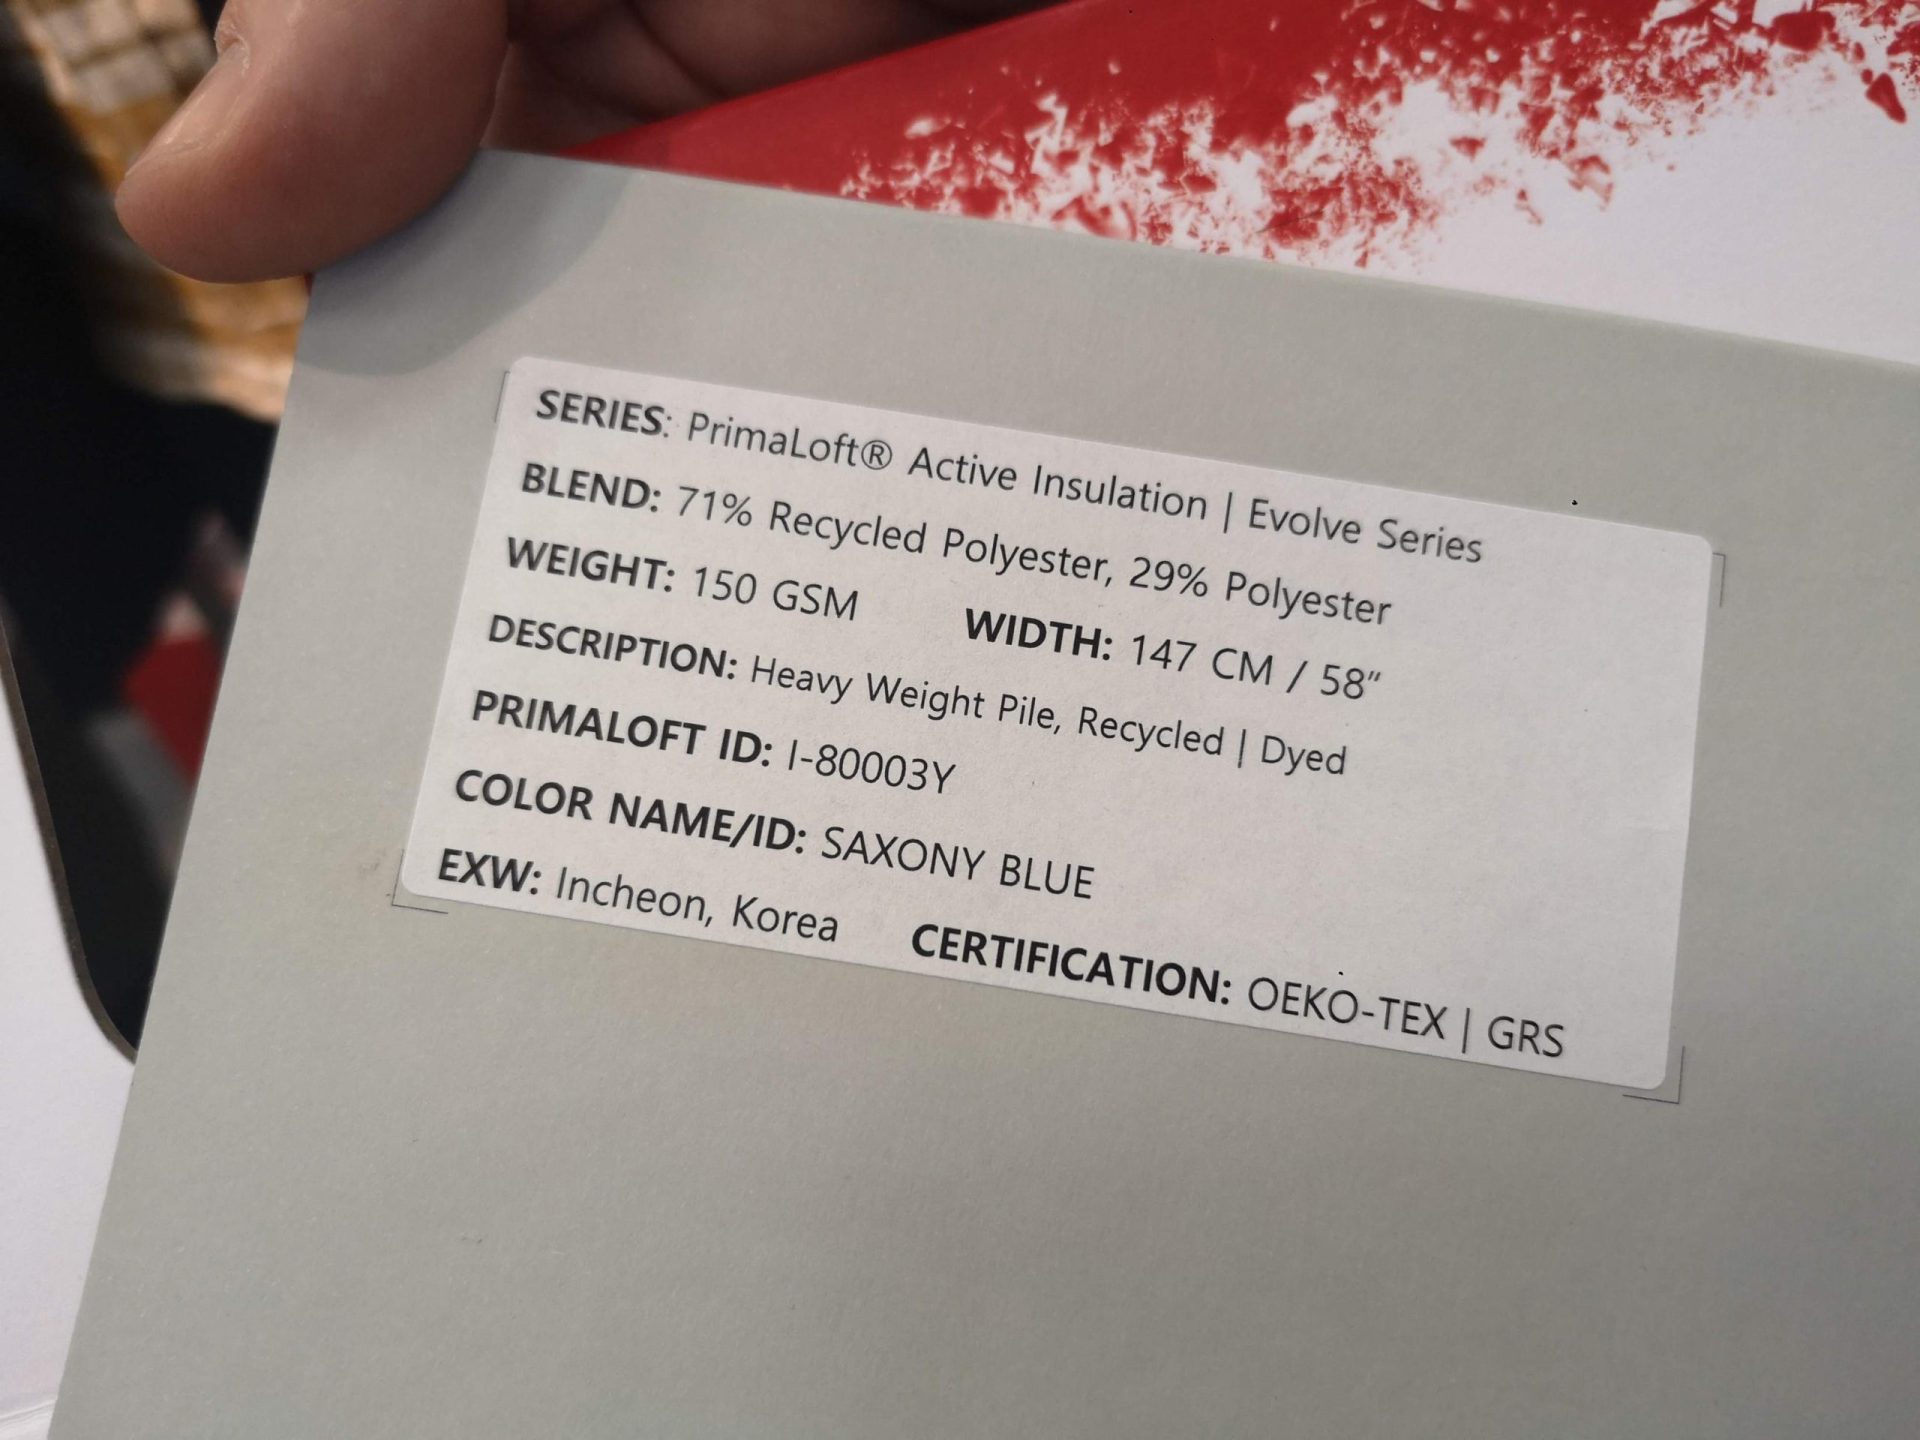 SERIES: PrimaLoft® Active Insulation | Evolve Series
BLEND: 71% Recycled Polyester, 29% Polyester
WEIGHT: 150 GSM WIDTH: 147 CM / 58"
DESCRIPTION: Heavy Weight Pile, Recycled | Dyed
PRIMALOFT ID: I-80003Y
COLOR NAME/ID: SAXONY BLUE
EXW: Incheon, Korea CERTIFICATION: OEKO-TEX | GRS